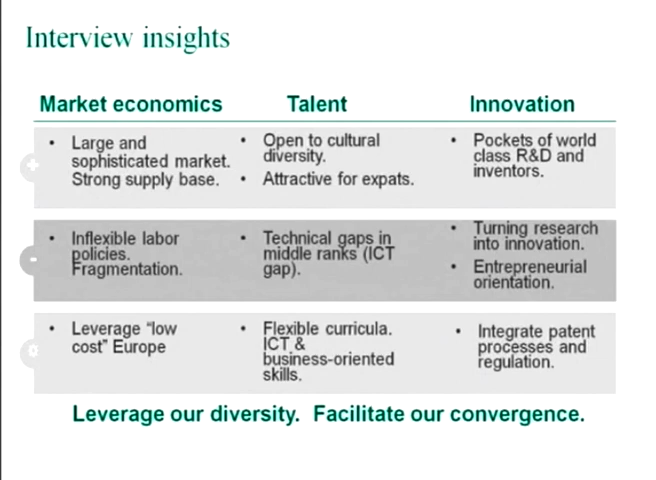 Interview insights
Market economics
Talent
Innovation
+
• Large and
sophisticated market.
Strong supply base.
• Open to cultural
diversity.
• Attractive for expats.
• Pockets of world
class R&D and
inventors.
-
• Inflexible labor
policies.
Fragmentation.
• Technical gaps in
middle ranks (ICT
gap).
• Turning research
into innovation.
• Entrepreneurial
orientation.
• Leverage “low
cost” Europe
• Flexible curricula.
ICT &
business-oriented
skills.
• Integrate patent
processes and
regulation.
Leverage our diversity. Facilitate our convergence.